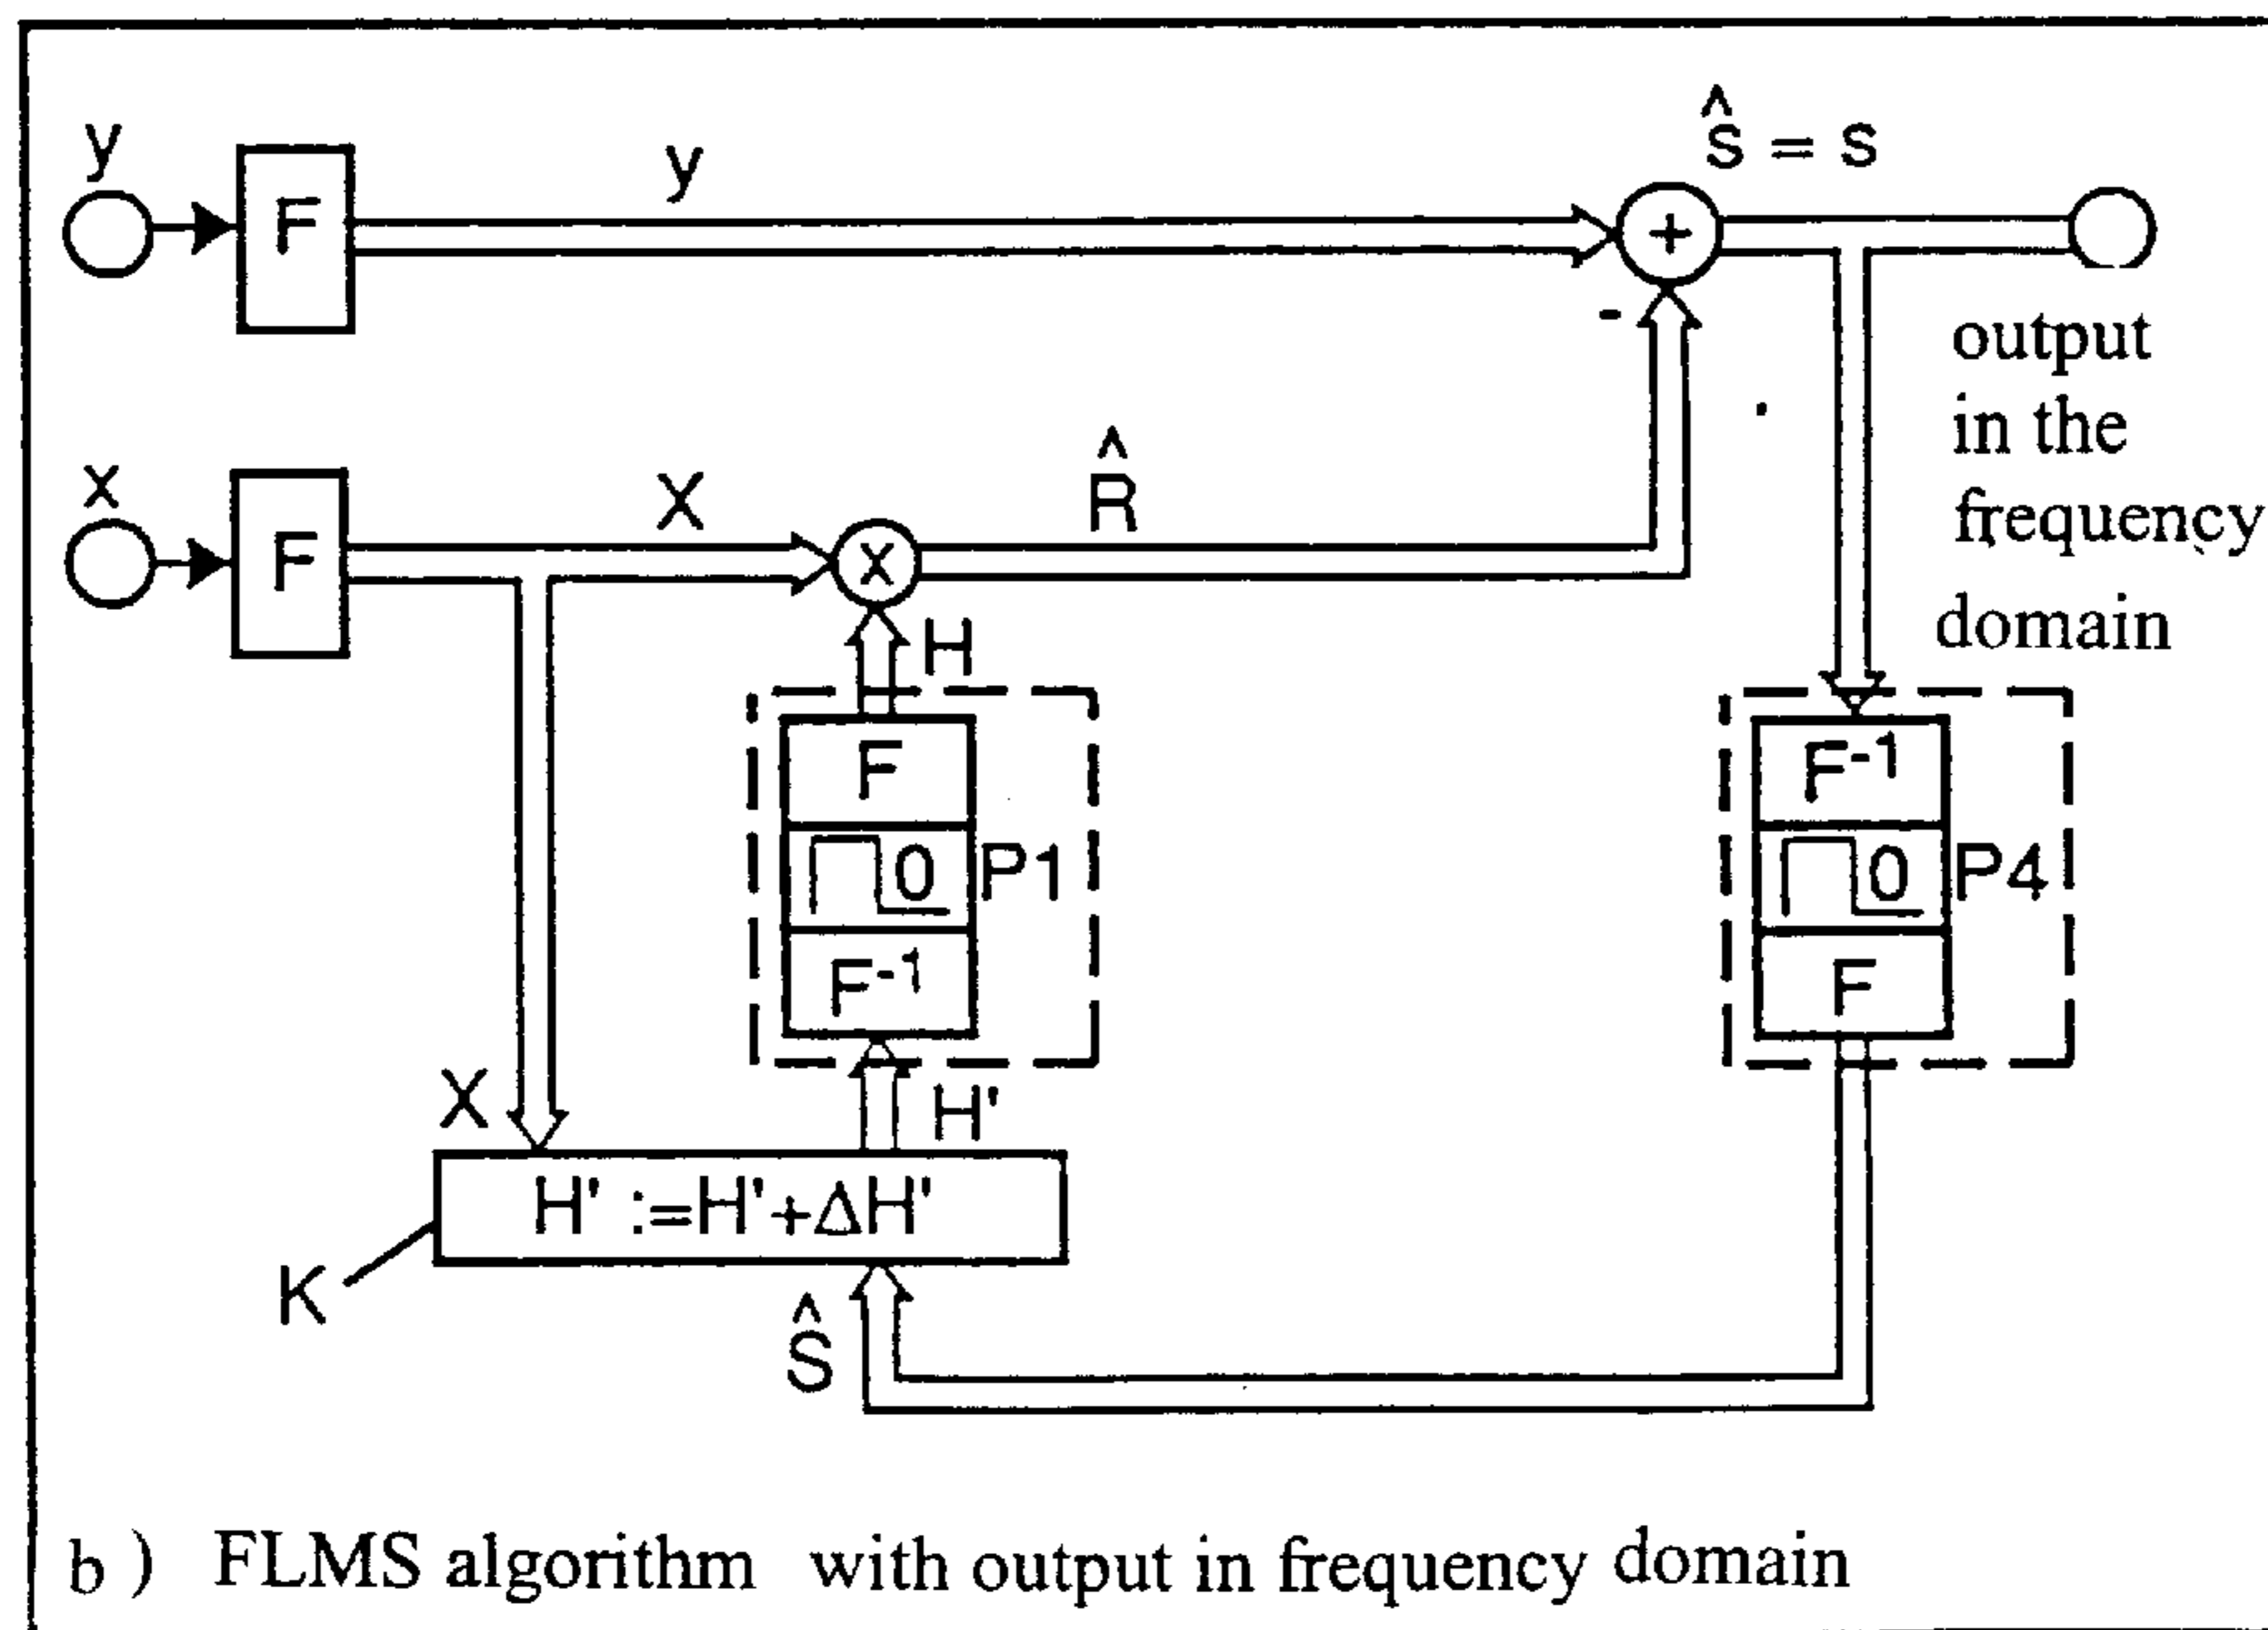 y
F
y
ŝ = s
+
-
output
in the
frequency
domain
x
F
X
x
R̂
H
F
0
P1
F-1
H'
F-1
0
P4
F
X
H' :=H'+ΔH'
K
Ŝ
b ) FLMS algorithm with output in frequency domain